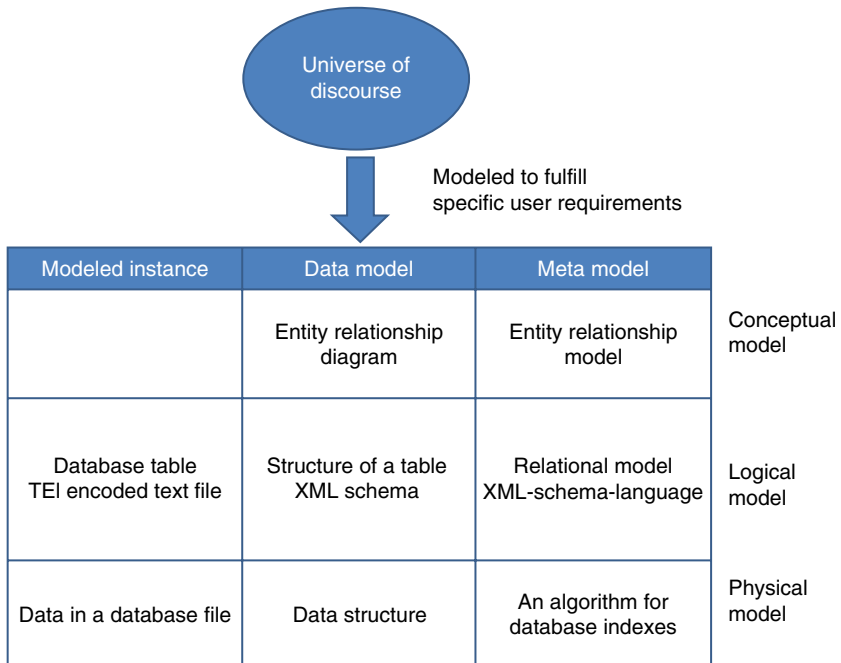 Universe of
discourse
Modeled to fulfill
specific user requirements
Modeled instance
Data model
Meta model
Entity relationship
diagram
Entity relationship
model
Conceptual
model
Database table
TEI encoded text file
Structure of a table
XML schema
Relational model
XML-schema-language
Logical
model
Data in a database file
Data structure
An algorithm for
database indexes
Physical
model